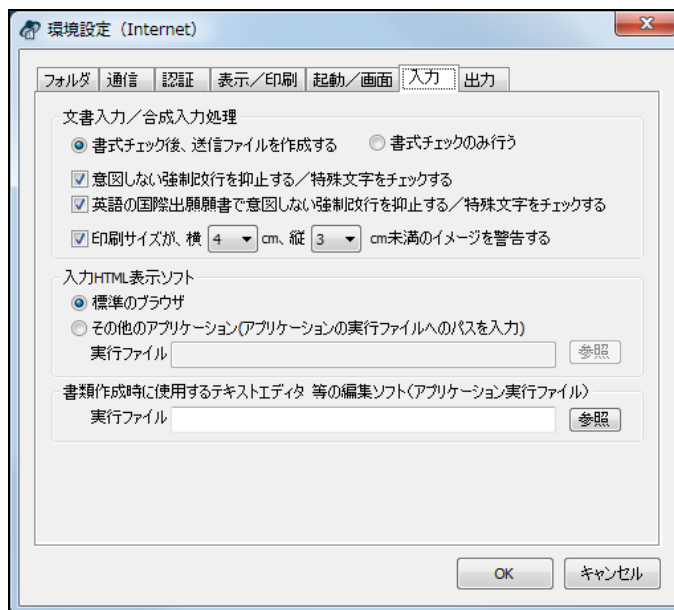 環境設定（Internet）
フォルダ 通信 認証 表示／印刷 起動／画面 入力 出力
文書入力／合成入力処理
書式チェック後、送信ファイルを作成する 書式チェックのみ行う
意図しない強制改行を抑止する／特殊文字をチェックする
英語の国際出願願書で意図しない強制改行を抑止する／特殊文字をチェックする
印刷サイズが、横 4 cm、縦 3 cm未満のイメージを警告する
入力HTML表示ソフト
標準のブラウザ
その他のアプリケーション(アプリケーションの実行ファイルへのパスを入力)
実行ファイル 参照
書類作成時に使用するテキストエディタ 等の編集ソフト(アプリケーション実行ファイル)
実行ファイル 参照
OK キャンセル